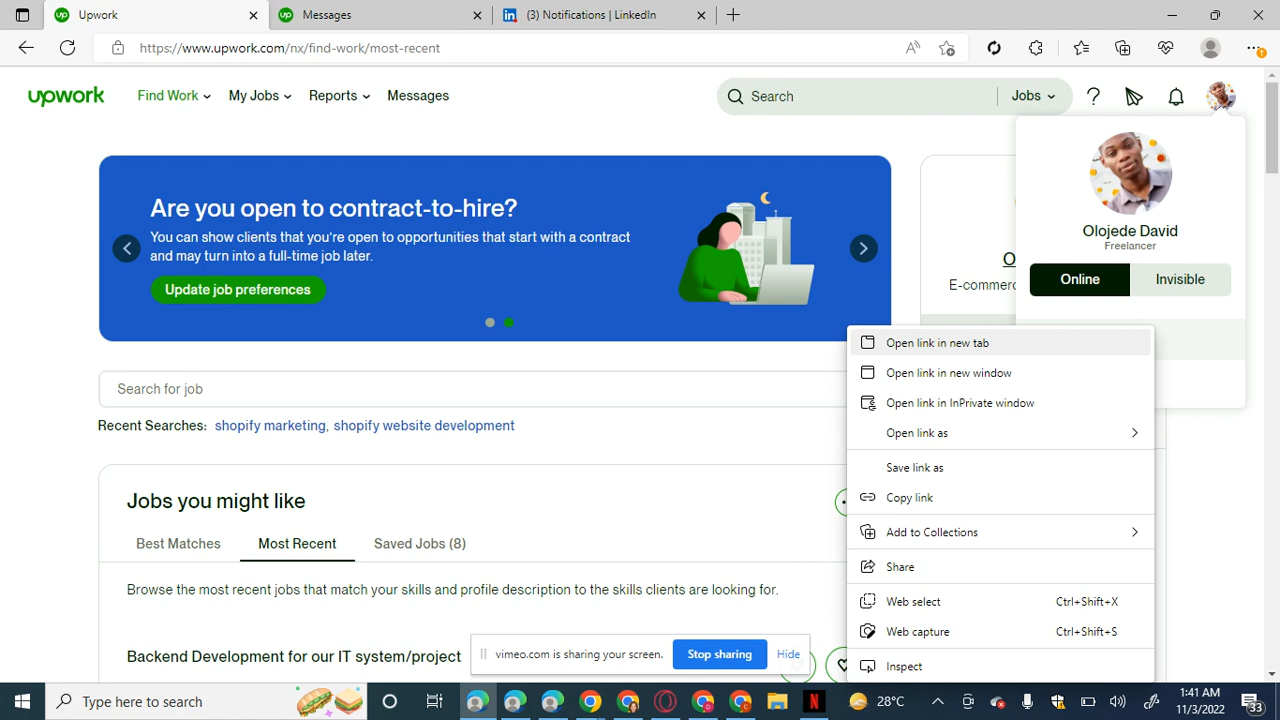 Upwork
Messages
(3) Notifications | LinkedIn
https://www.upwork.com/nx/find-work/most-recent
upwork
Find Work
My Jobs
Reports
Messages
Search
Jobs
Are you open to contract-to-hire?
You can show clients that you're open to opportunities that start with a contract
and may turn into a full-time job later.
Update job preferences
Olojede David
Freelancer
Online
Invisible
O
E-commerc
Search for job
Recent Searches: shopify marketing, shopify website development
Open link in new tab
Open link in new window
Open link in InPrivate window
Open link as
Save link as
Copy link
Add to Collections
Share
Web select Ctrl+Shift+X
Web capture Ctrl+Shift+S
Inspect
Jobs you might like
Best Matches
Most Recent
Saved Jobs (8)
Browse the most recent jobs that match your skills and profile description to the skills clients are looking for.
Backend Development for our IT system/project
vimeo.com is sharing your screen.
Stop sharing
Hide
Type here to search
28°C
1:41 AM
11/3/2022
33